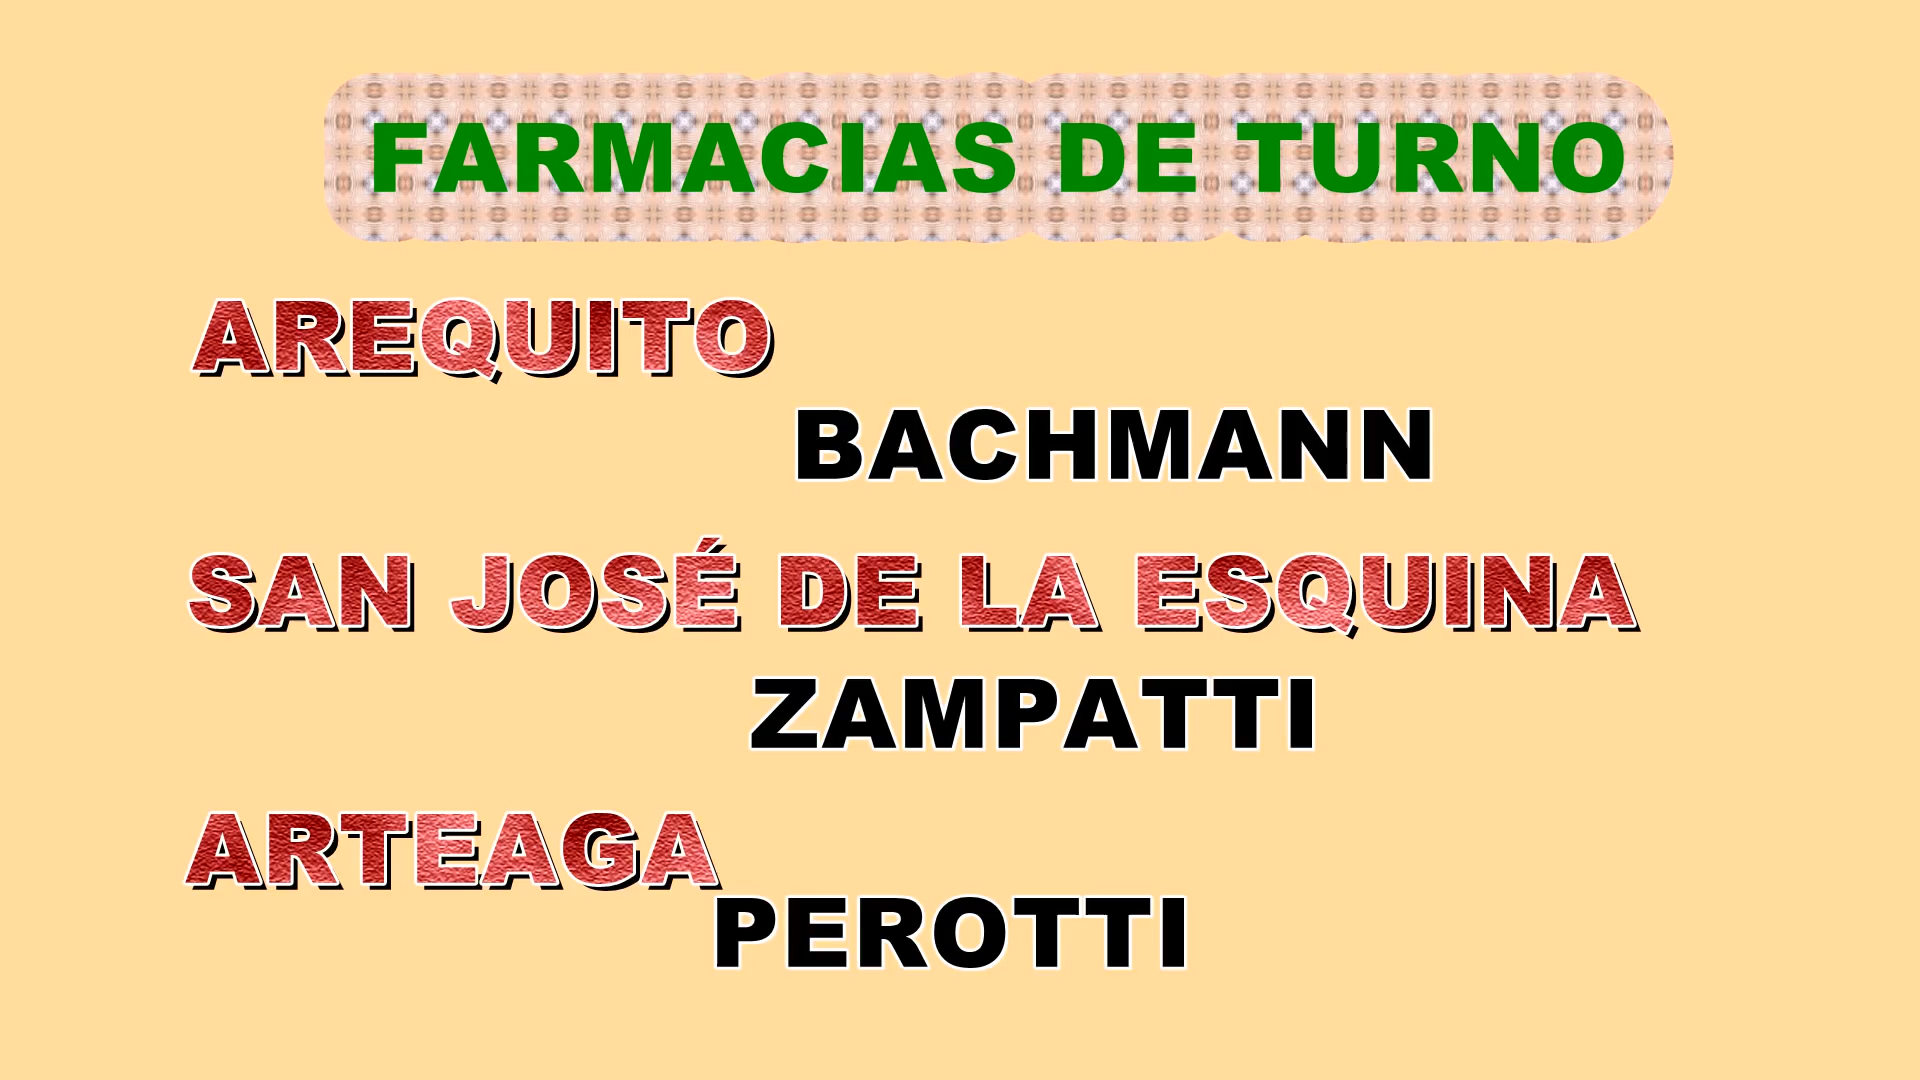 FARMACIAS DE TURNO
AREQUITO
BACHMANN
SAN JOSÉ DE LA ESQUINA
ZAMPATTI
ARTEAGA
PEROTTI